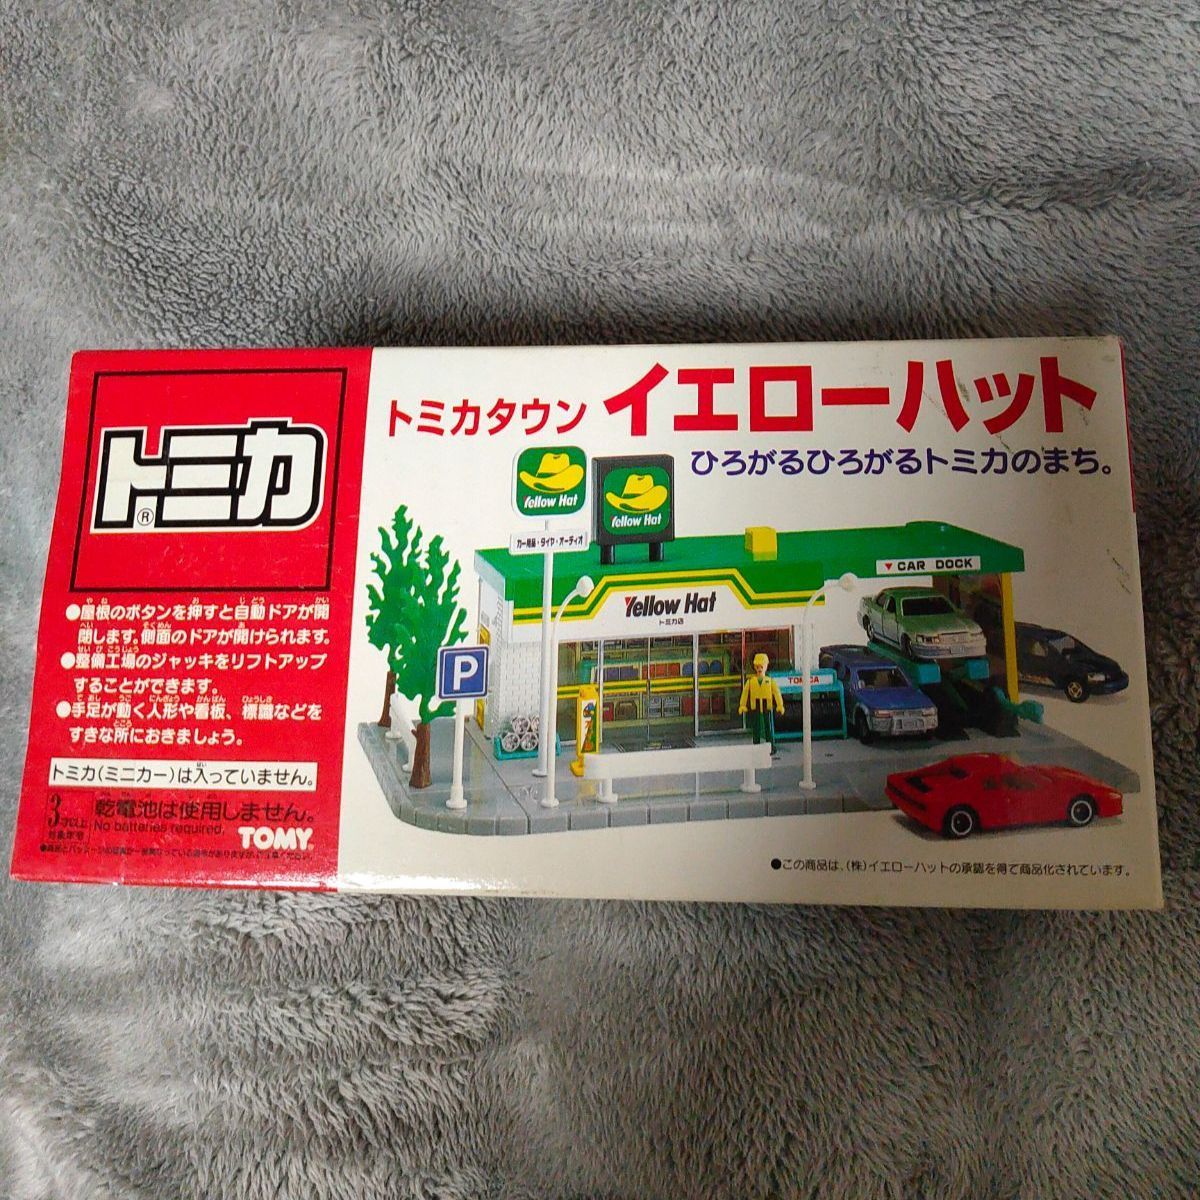 トミカ®
トミカタウン イエローハット
ひろがるひろがるトミカのまち。
●屋根のボタンを押すと自動ドアが開
閉します。側面のドアが開けられます。
●整備工場のジャッキをリフトアップ
することができます。
●手足が動く人形や看板、標識などを
すきな所におきましょう。
トミカ(ミニカー)は入っていません。
3才以上
対象年令
乾電池は使用しません。
No batteries required.
TOMY.
Yellow Hat
カー用品・タイヤ・オーディオ
Yellow Hat
Yellow Hat
トミカ店
▼CAR DOCK
P
TOMICA
●この商品は、(株)イエローハットの承認を得て商品化されています。